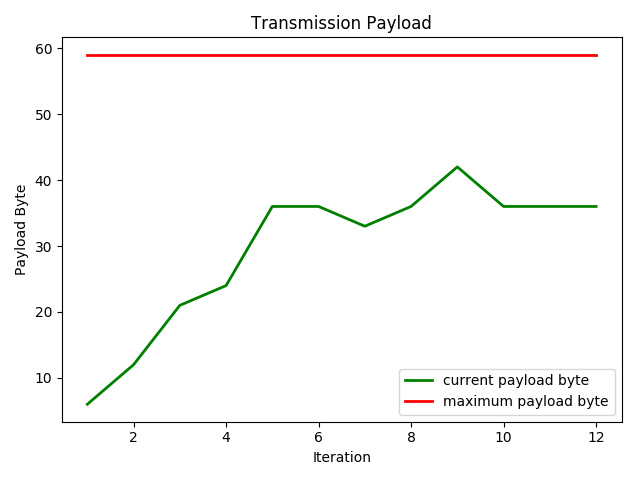 Transmission Payload
60
50
40
30
20
10
Payload Byte
2 4 6 8 10 12
Iteration
current payload byte
maximum payload byte